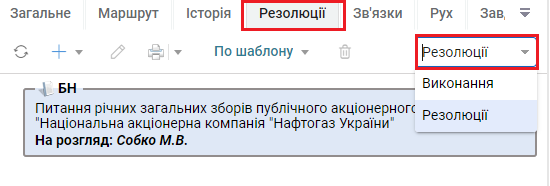 Загальне Маршрут Історія Резолюції Зв'язки Рух
По шаблону Резолюції
Виконання
Резолюції
БН
Питання річних загальних зборів публічного акціонерного
"Національна акціонерна компанія "Нафтогаз України"
На розгляд: Собко М.В.